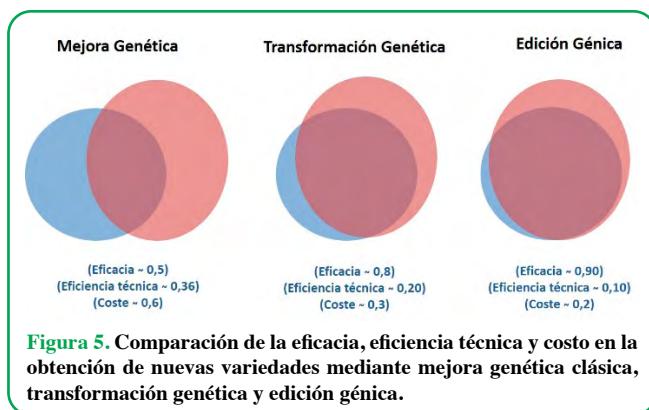 Mejora Genética
Transformación Genética
Edición Génica
(Eficacia ~ 0,5)
(Eficiencia técnica ~ 0,36)
(Coste ~ 0,6)
(Eficacia ~ 0,8)
(Eficiencia técnica ~ 0,20)
(Coste ~ 0,3)
(Eficacia ~ 0,90)
(Eficiencia técnica ~ 0,10)
(Coste ~ 0,2)
Figura 5. Comparación de la eficacia, eficiencia técnica y costo en la
obtención de nuevas variedades mediante mejora genética clásica,
transformación genética y edición génica.